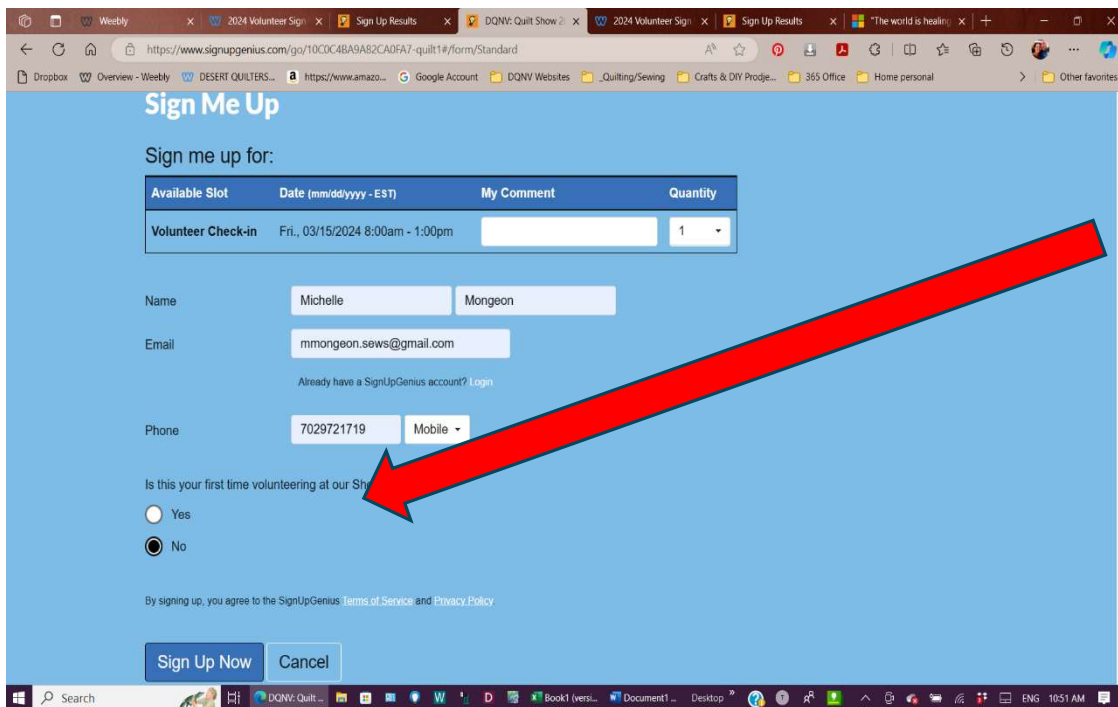 Weebly
2024 Volunteer Sign
Sign Up Results
DQNV: Quilt Show 2
2024 Volunteer Sign
Sign Up Results
"The world is healing
https://www.signupgenius.com/go/10C0C4BA9A82CA0FA7-quilt1#/form/Standard
Dropbox Overview - Weebly DESERT QUILTERS... https://www.amazo... Google Account DQNV Websites _Quilting/Sewing Crafts & DIY Prodje... 365 Office Home personal Other favorites
Sign Me Up
Sign me up for:
Available Slot Date (mm/dd/yyyy - EST) My Comment Quantity
Volunteer Check-in Fri., 03/15/2024 8:00am - 1:00pm 1
Name Michelle Mongeon
Email mmongeon.sews@gmail.com
Already have a SignUpGenius account? Login
Phone 7029721719 Mobile
Is this your first time volunteering at our
Yes
No
By signing up, you agree to the SignUpGenius Terms of Service and Privacy Policy
Sign Up Now Cancel
Search DQNV: Quilt ... Book1 (versi... Document1 ... Desktop ENG 10:51 AM